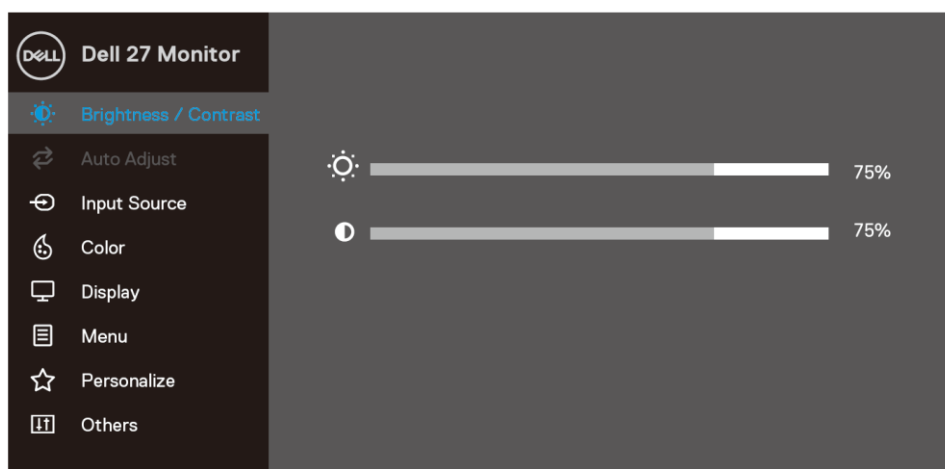 DELL Dell 27 Monitor
Brightness / Contrast
Auto Adjust
75%
Input Source
75%
Color
Display
Menu
Personalize
Others